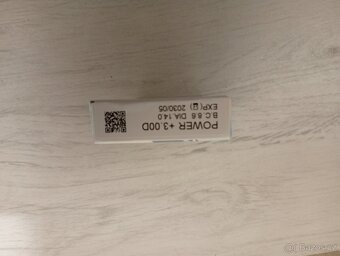 POWER +3.00D
B.C 8.6 DIA 14.0
EXP(⌛) 2030/05